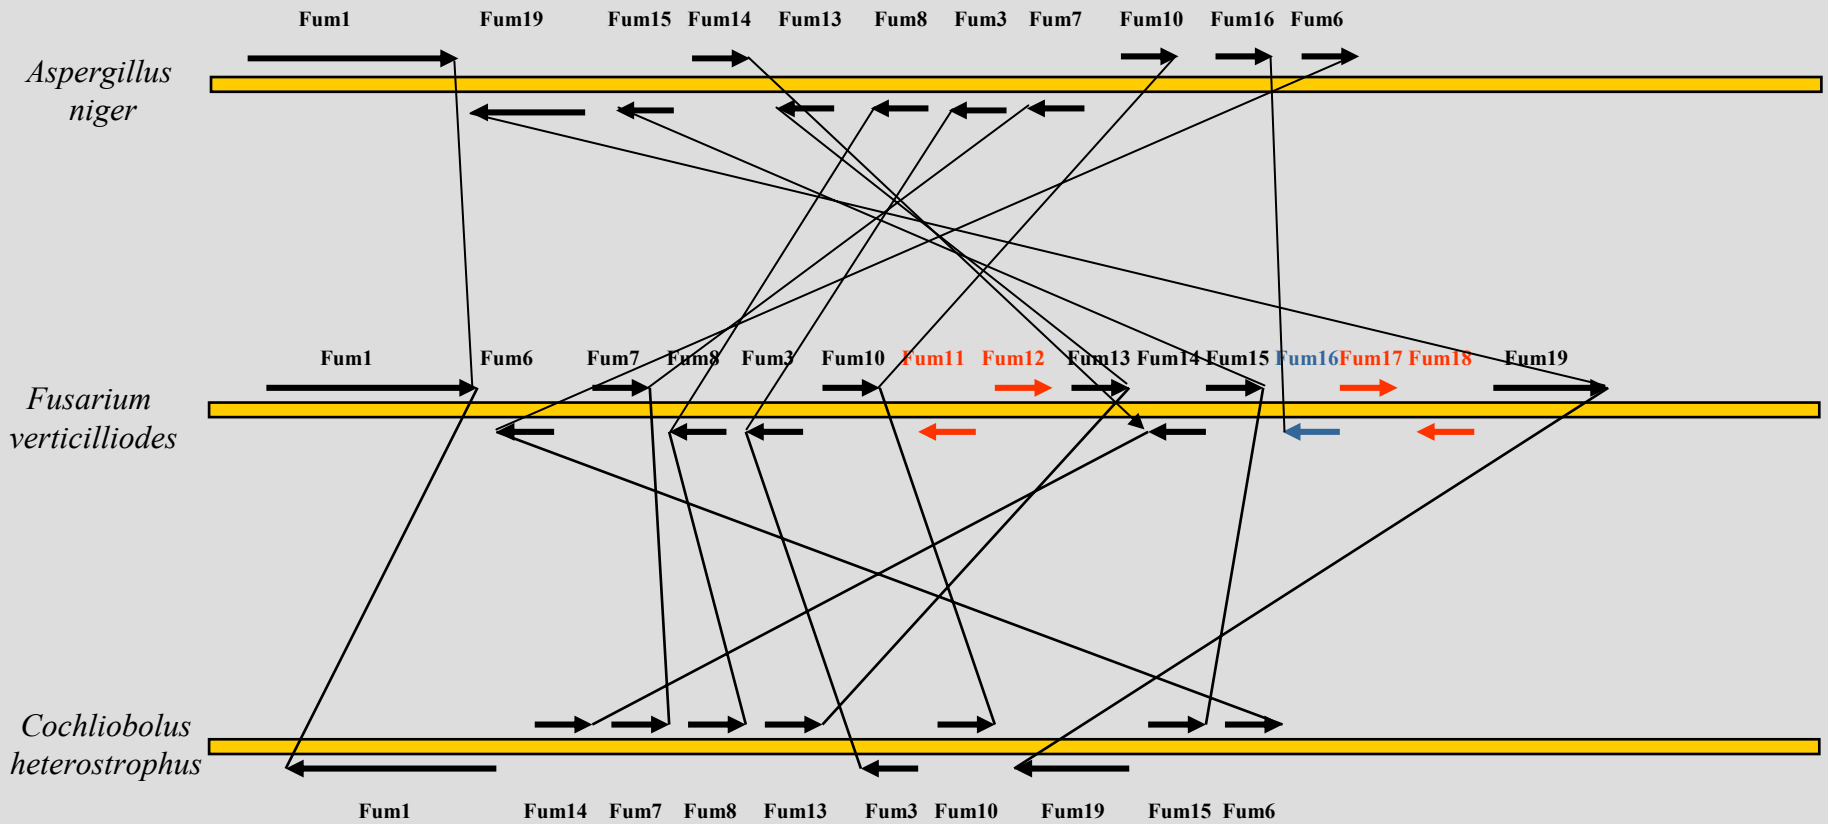 Fum1 Fum19 Fum15 Fum14 Fum13 Fum8 Fum3 Fum7 Fum10 Fum16 Fum6
Aspergillus
niger
Fum1 Fum6 Fum7 Fum8 Fum3 Fum10 Fum11 Fum12 Fum13 Fum14 Fum15 Fum16 Fum17 Fum18 Fum19
Fusarium
verticilliodes
Cochliobolus
heterostrophus
Fum1 Fum14 Fum7 Fum8 Fum13 Fum3 Fum10 Fum19 Fum15 Fum6